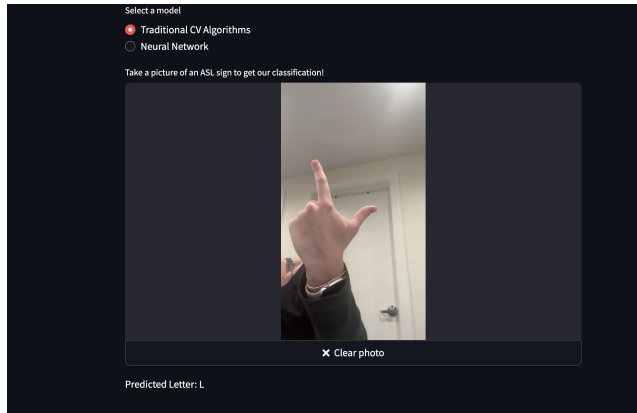 Select a model
Traditional CV Algorithms
Neural Network
Take a picture of an ASL sign to get our classification!
Clear photo
Predicted Letter: L